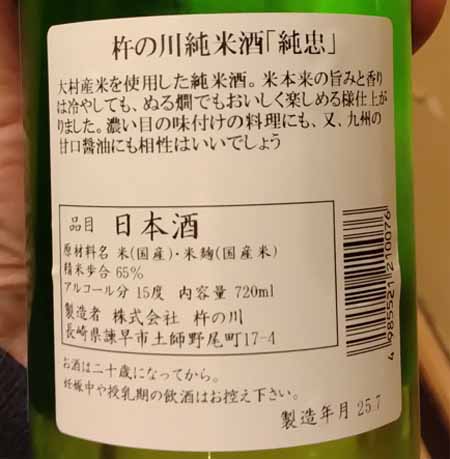 杵の川純米酒「純忠」
大村産米を使用した純米酒。米本来の旨みと香り
は冷やしても、ぬる燗でもおいしく楽しめる様仕上が
りました。濃い目の味付けの料理にも、又、九州の
甘口醬油にも相性はいいでしょう
品目 日本酒
原材料名 米(国産)・米麹(国産米)
精米歩合 65%
アルコール分 15度 内容量 720ml
製造者 株式会社 杵の川
長崎県諫早市土師野尾町17-4
お酒は二十歳になってから。
妊娠中や授乳期の飲酒はお控え下さい。
製造年月 25.7
4985521210076